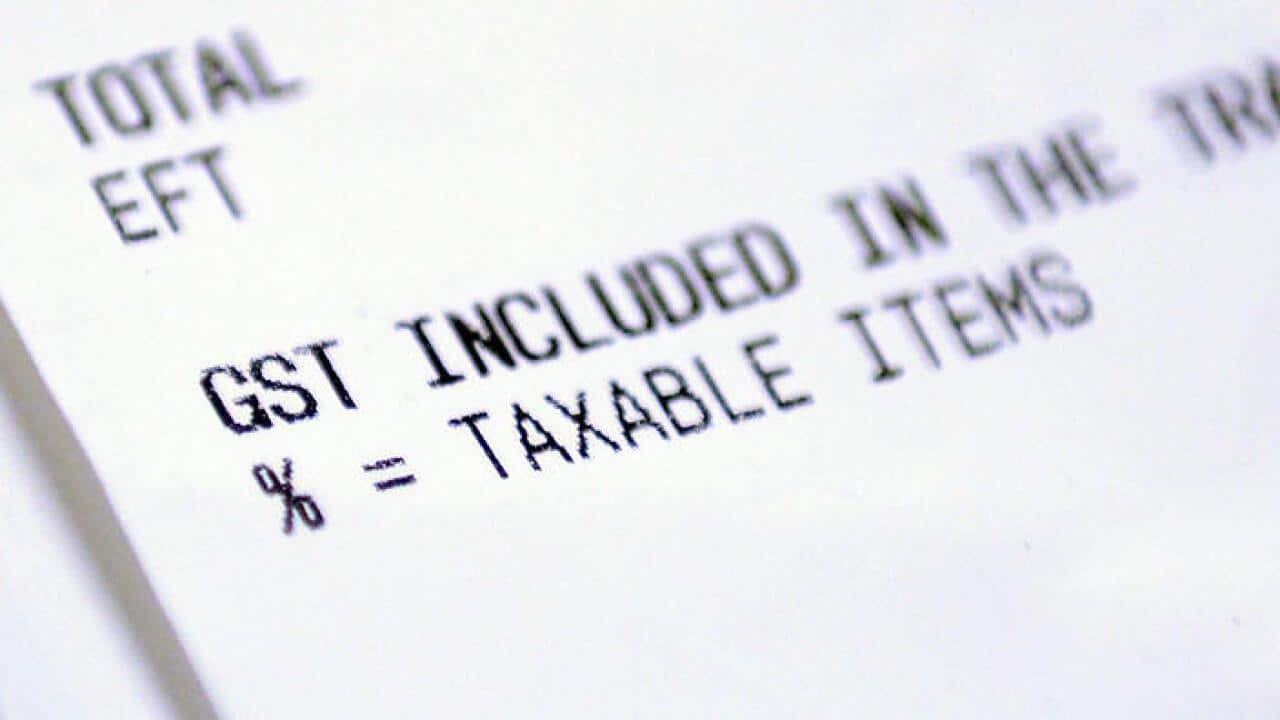 TOTAL
EFT
GST INCLUDED IN THE
% = TAXABLE ITEMS